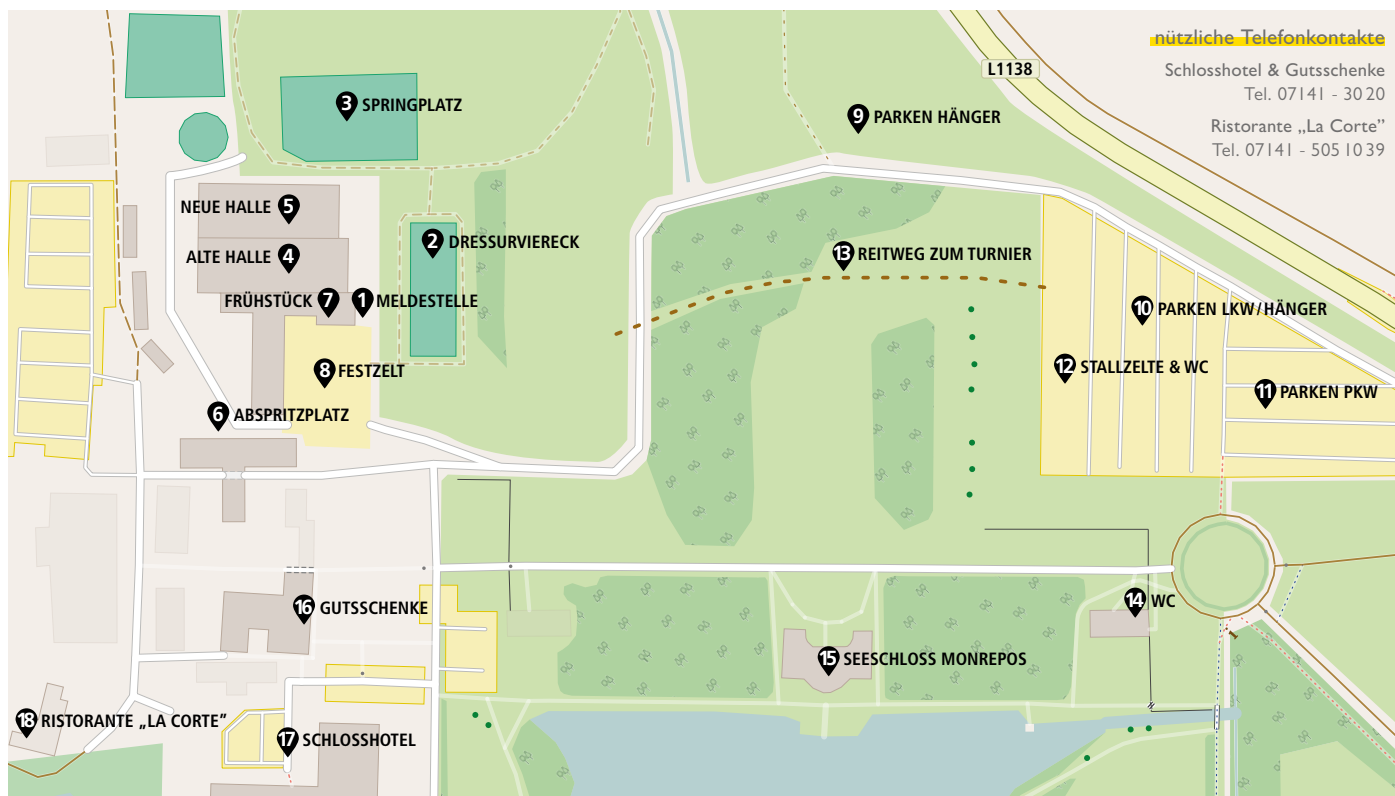 nützliche Telefonkontakte
Schlosshotel & Gutsschenke
Tel. 07141 - 30 20
Ristorante „La Corte”
Tel. 07141 - 505 10 39
L1138
3 SPRINGPLATZ
9 PARKEN HÄNGER
NEUE HALLE 5
2 DRESSURVIERECK
ALTE HALLE 4
13 REITWEG ZUM TURNIER
FRÜHSTÜCK 7
1 MELDESTELLE
10 PARKEN LKW/HÄNGER
8 FESTZELT
12 STALLZELTE & WC
11 PARKEN PKW
6 ABSPRITZPLATZ
16 GUTSSCHENKE
14 WC
15 SEESCHLOSS MONREPOS
18 RISTORANTE „LA CORTE”
17 SCHLOSSHOTEL